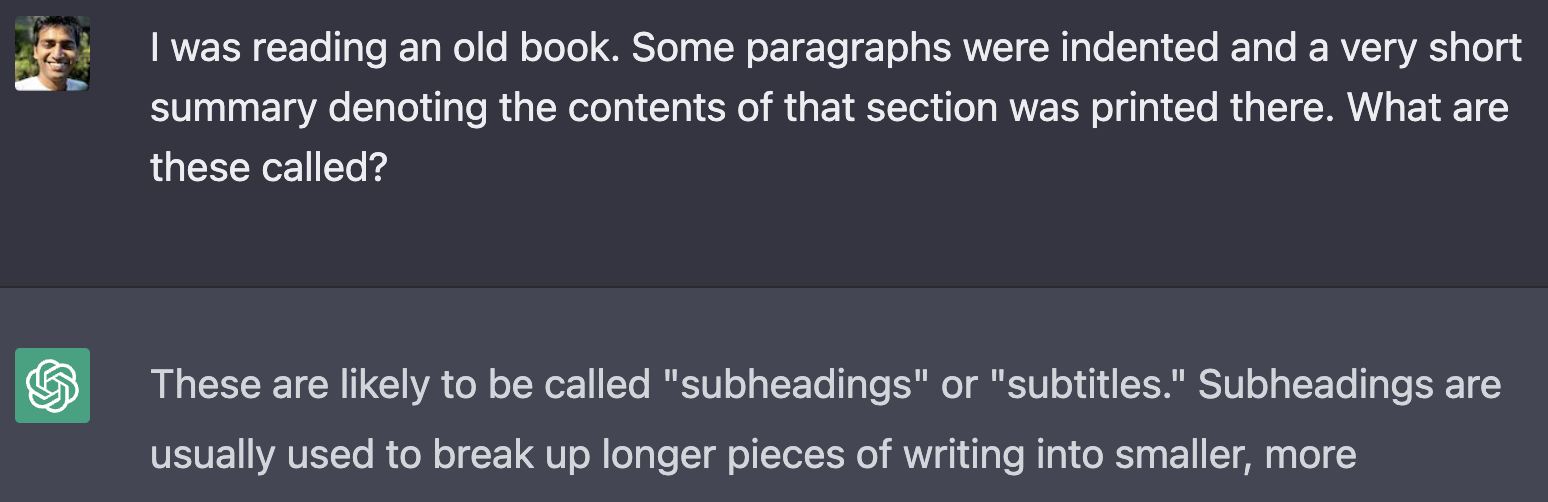 I was reading an old book. Some paragraphs were indented and a very short
summary denoting the contents of that section was printed there. What are
these called?
These are likely to be called "subheadings" or "subtitles." Subheadings are
usually used to break up longer pieces of writing into smaller, more